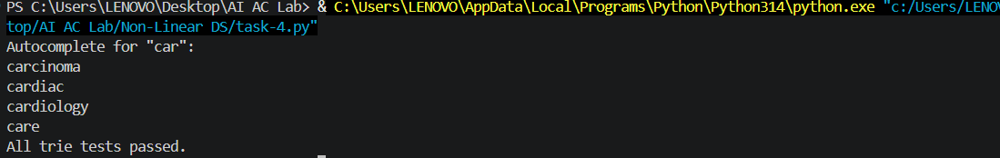 PS C:\Users\LENOVO\Desktop\AI AC Lab> & C:\Users\LENOVO\AppData\Local\Programs\Python\Python314\python.exe "c:/Users/LENOV
top/AI AC Lab/Non-Linear DS/task-4.py"
Autocomplete for "car":
carcinoma
cardiac
cardiology
care
All trie tests passed.